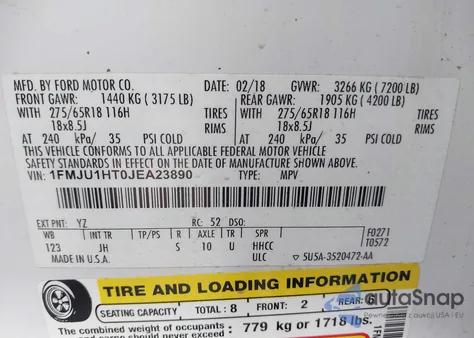 MFD. BY FORD MOTOR CO. DATE: 02/18 GVWR: 3266 KG ( 7200 LB)
FRONT GAWR: 1440 KG ( 3175 LB) REAR GAWR: 1905 KG ( 4200 LB)
WITH 275/65R18 116H TIRES WITH 275/65R18 116H TIRES
18x8.5J RIMS 18x8.5J RIMS
AT 240 kPa/ 35 PSI COLD AT 240 kPa/ 35 PSI COLD
THIS VEHICLE CONFORMS TO ALL APPLICABLE FEDERAL MOTOR VEHICLE
SAFETY STANDARDS IN EFFECT ON THE DATE OF MANUFACTURE SHOWN ABOVE.
VIN: 1FMJU1HT0JEA23890 TYPE: MPV
EXT PNT: YZ RC: 52 DSO: F0271
WB INT TR TP/PS R AXLE TR SPR T0572
123 JH S 10 U HHCC
MADE IN U.S.A. ULC 5U5A-3520472-AA
TIRE AND LOADING INFORMATION
SEATING CAPACITY TOTAL : 8 FRONT: 2 REAR: 6
autoSnap
The combined weight of occupants 779 kg or 1718 lbs.